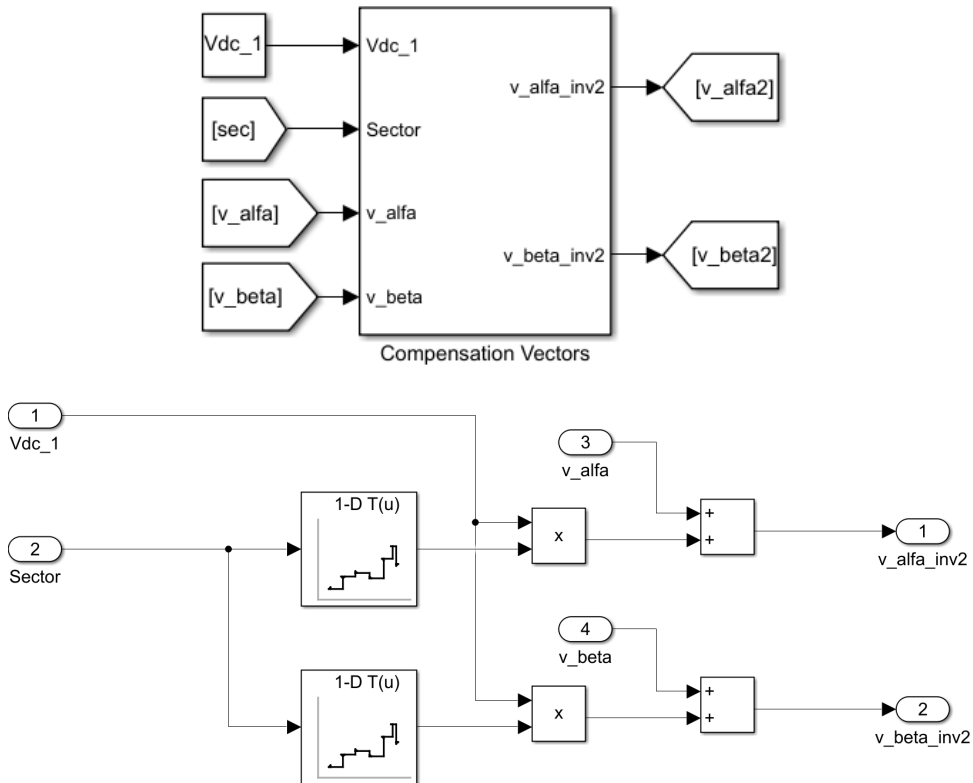 Vdc_1
Vdc_1
v_alfa_inv2
[v_alfa2]
[sec]
Sector
[v_alfa]
v_alfa
v_beta_inv2
[v_beta2]
[v_beta]
v_beta
Compensation Vectors
1
Vdc_1
3
v_alfa
1-D T(u)
+
+
x
1
v_alfa_inv2
2
Sector
4
v_beta
1-D T(u)
+
+
x
2
v_beta_inv2